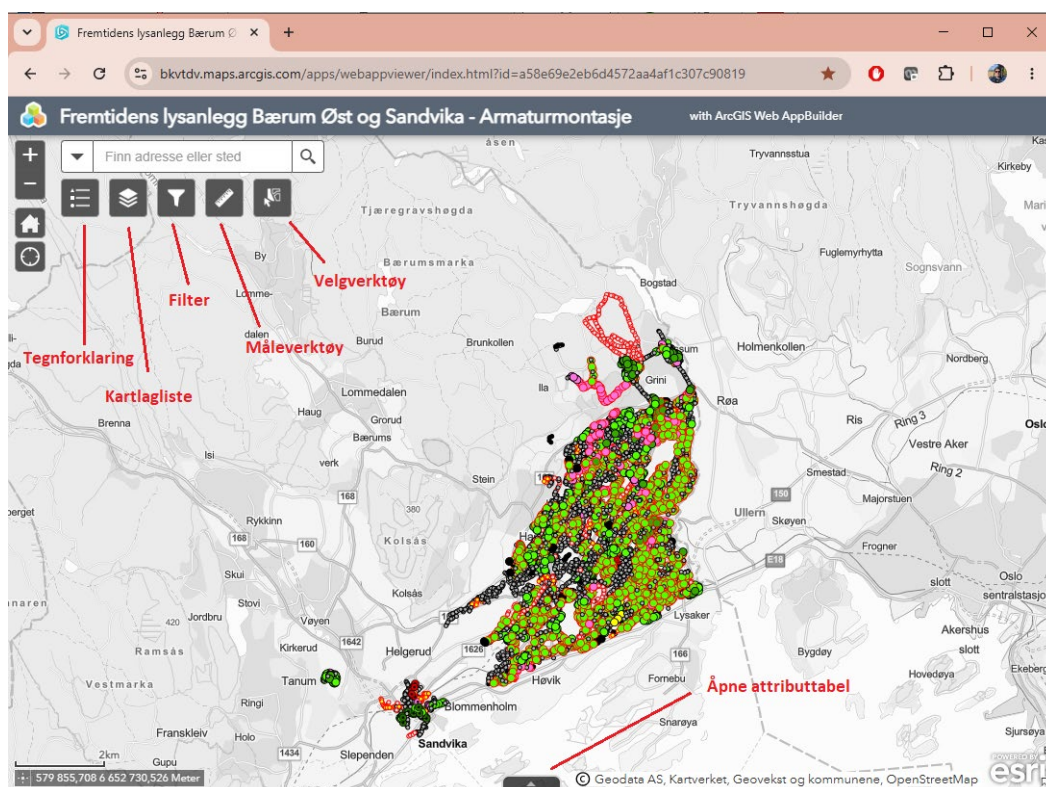 Fremtidens lysanlegg Bærum Ø
bkvtdv.maps.arcgis.com/apps/webappviewer/index.html?id=a58e69e2eb6d4572aa4af1c307c90819
Fremtidens lysanlegg Bærum Øst og Sandvika - Armaturmontasje
with ArcGIS Web AppBuilder
Finn adresse eller sted
åsen
Tryvannsstua
Kirkeby
Tjæregravshøgda
Tryvannshøgda
Mari
Fuglemyrhytta
Sognsvann
By
Bærumsmarka
Velgverktøy
Bogstad
Filter
Lomme-
dalen
Bærum
Måleverktøy
Burud
Brunkollen
Holmenkollen
Nordberg
Tegnforklaring
Ila
Grini
Kartlagliste
Lommedalen
Røa
Ris
Ring 3
Oslo
Brenna
Haug
Grorud
Bærums
verk
Vestre Aker
Isi
Stein
Smestad
Ring 2
168
150
Majorstuen
380
Ullern
Skøyen
Rykkinn
Kolsås
168
160
Frogner
E18
Skui
Kolsås
slott
Oslo
sentralstasjo
Stovi
Lysaker
420
Jordbru
Vøyen
Akershus
slott
Ramsås
1642
1626
166
Kirkerud
Helgerud
Bygdøy
Ekeberg
Vestmarka
Tanum
Høvik
Fornebu
Hovedøya
Åpne attributtabel
Ringi
Blommenholm
Snarøya
Franskleiv
Holo
Sandvika
Sjursøya
2km
1434
Slependen
Gupu
579 855,708 6 652 730,526 Meter
© Geodata AS, Kartverket, Geovekst og kommunene, OpenStreetMap
POWERED BY
esri